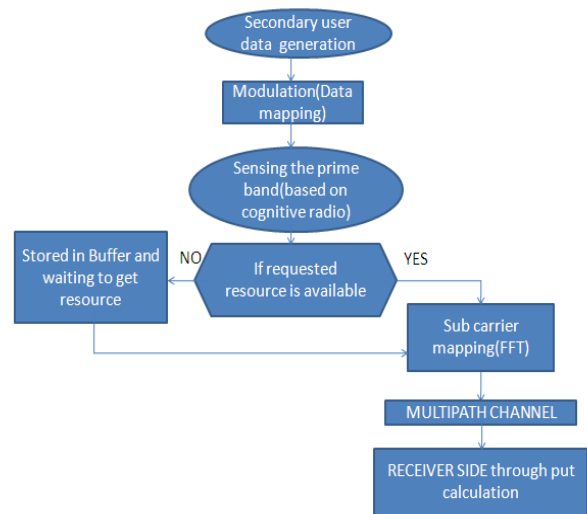 Secondary user
data generation
Modulation(Data
mapping)
Sensing the prime
band(based on
cognitive radio)
NO
YES
Stored in Buffer and
waiting to get
resource
If requested
resource is available
Sub carrier
mapping(FFT)
MULTIPATH CHANNEL
RECEIVER SIDE through put
calculation